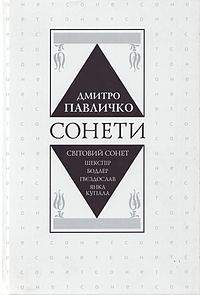 ДМИТРО
ПАВЛИЧКО
СОНЕТИ
СВІТОВИЙ СОНЕТ
ШЕКСПІР
БОДЛЕР
ГВЄЗДОСЛАВ
ЯНКА
КУПАЛА